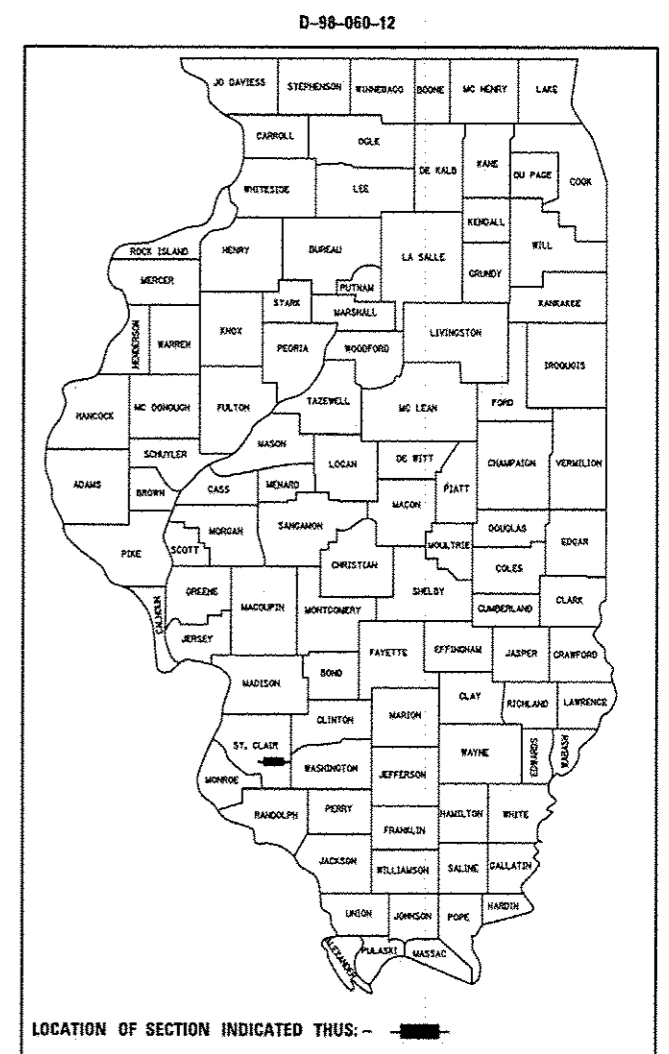 D-98-060-12
JO DAVIESS STEPHENSON WINNEBAGO BOONE MC HENRY LAKE
CARROLL OGLE DE KALB KANE DU PAGE COOK
WHITESIDE LEE
KENDALL
ROCK ISLAND HENRY BUREAU LA SALLE WILL
GRUNDY
MERCER PUTNAM
STARK KANKAKEE
MARSHALL
HENDERSON WARREN KNOX PEORIA WOODFORD LIVINGSTON IROQUOIS
HANCOCK MC DONOUGH FULTON TAZEWELL MC LEAN FORD
MASON
SCHUYLER LOGAN DE WITT CHAMPAIGN VERMILION
ADAMS BROWN CASS MENARD PIATT
MACON
MORGAN SANGAMON DOUGLAS
PIKE SCOTT CHRISTIAN MOULTRIE EDGAR
COLES
GREENE SHELBY
CALHOUN MACOUPIN MONTGOMERY CUMBERLAND CLARK
JERSEY
FAYETTE EFFINGHAM JASPER CRAWFORD
MADISON BOND
CLAY RICHLAND LAWRENCE
CLINTON MARION
ST. CLAIR WAYNE EDWARDS WABASH
MONROE WASHINGTON JEFFERSON
RANDOLPH PERRY HAMILTON WHITE
FRANKLIN
JACKSON WILLIAMSON SALINE GALLATIN
UNION JOHNSON POPE HARDIN
ALEXANDER PULASKI MASSAC
LOCATION OF SECTION INDICATED THUS: -